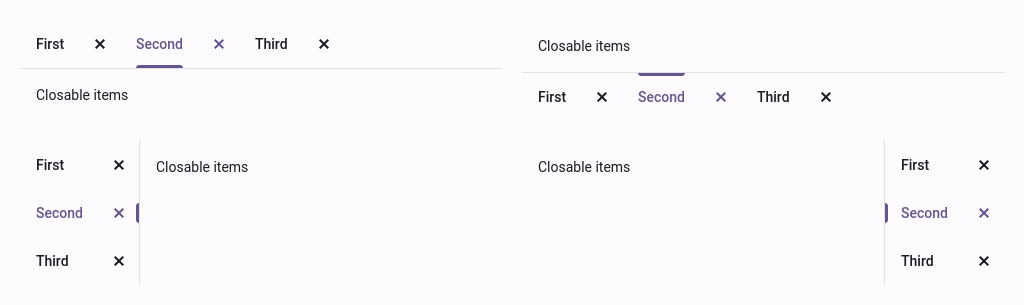 First Second Third
Closable items
Closable items
First Second Third
First
Second
Third
Closable items
Closable items
First
Second
Third